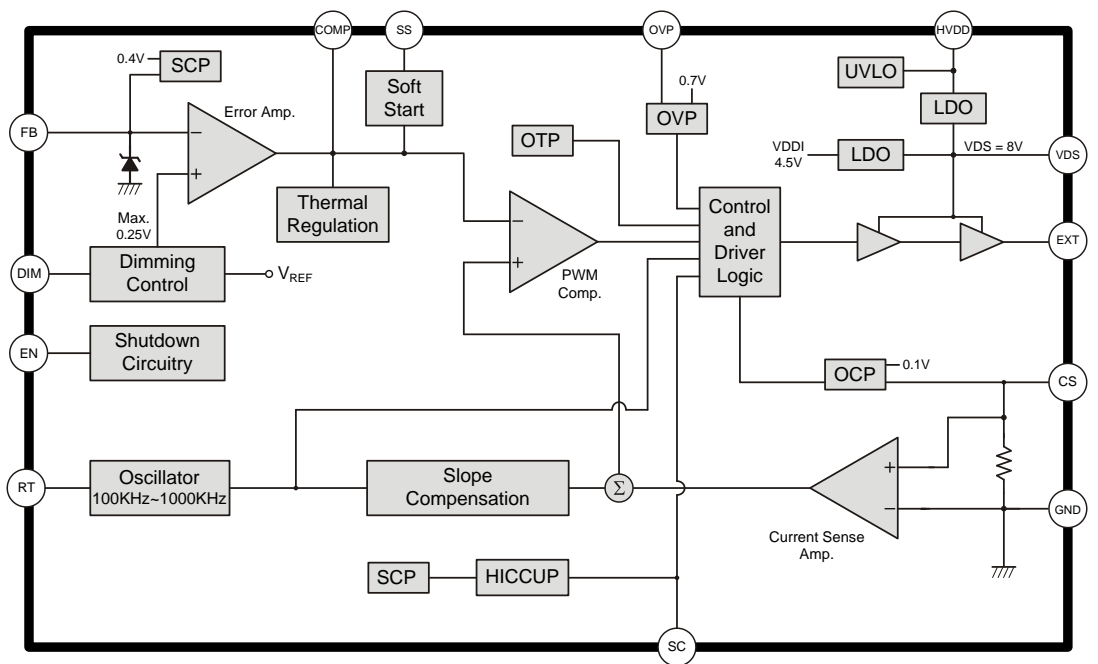 COMP
SS
OVP
HVDD
0.4V
SCP
Error Amp.
Soft
Start
0.7V
OVP
UVLO
LDO
FB
−
+
OTP
VDDI
4.5V
LDO
VDS = 8V
VDS
Max.
0.25V
Thermal
Regulation
−
+
PWM
Comp.
Control
and
Driver
Logic
EXT
DIM
Dimming
Control
VREF
EN
Shutdown
Circuitry
OCP
0.1V
CS
RT
Oscillator
100KHz~1000KHz
Slope
Compensation
Σ
+
−
Current Sense
Amp.
GND
SCP
HICCUP
SC